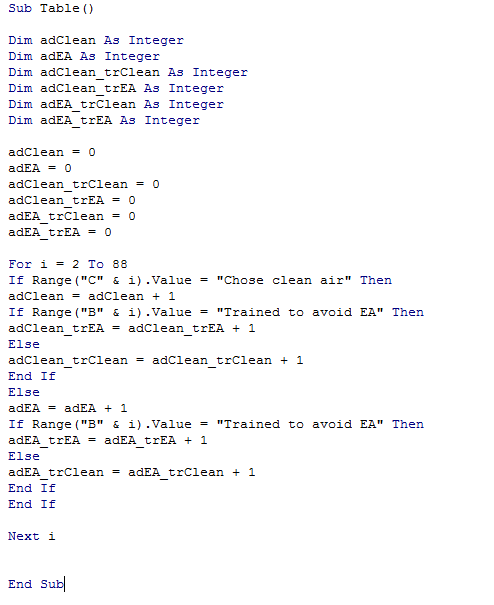 Sub Table()
Dim adClean As Integer
Dim adEA As Integer
Dim adClean_trClean As Integer
Dim adClean_trEA As Integer
Dim adEA_trClean As Integer
Dim adEA_trEA As Integer
adClean = 0
adEA = 0
adClean_trClean = 0
adClean_trEA = 0
adEA_trClean = 0
adEA_trEA = 0
For i = 2 To 88
If Range("C" & i).Value = "Chose clean air" Then
adClean = adClean + 1
If Range("B" & i).Value = "Trained to avoid EA" Then
adClean_trEA = adClean_trEA + 1
Else
adClean_trClean = adClean_trClean + 1
End If
Else
adEA = adEA + 1
If Range("B" & i).Value = "Trained to avoid EA" Then
adEA_trEA = adEA_trEA + 1
Else
adEA_trClean = adEA_trClean + 1
End If
End If
Next i
End Sub